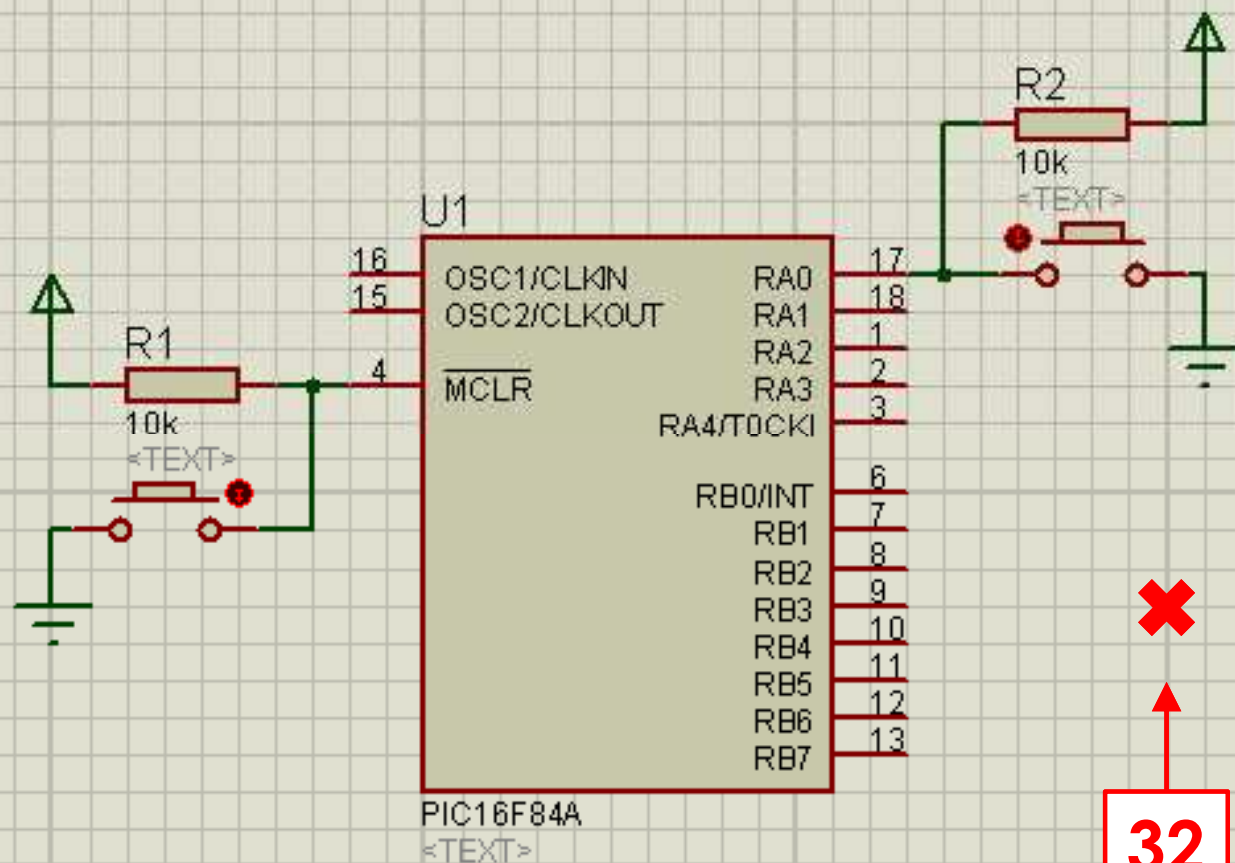 R2
10k
<TEXT>
U1
16
OSC1/CLKIN
RA0
17
15
OSC2/CLKOUT
RA1
18
RA2
1
R1
4
MCLR
RA3
2
10k
RA4/T0CKI
3
<TEXT>
RB0/INT
6
RB1
7
RB2
8
RB3
9
RB4
10
RB5
11
RB6
12
RB7
13
PIC16F84A
<TEXT>
32